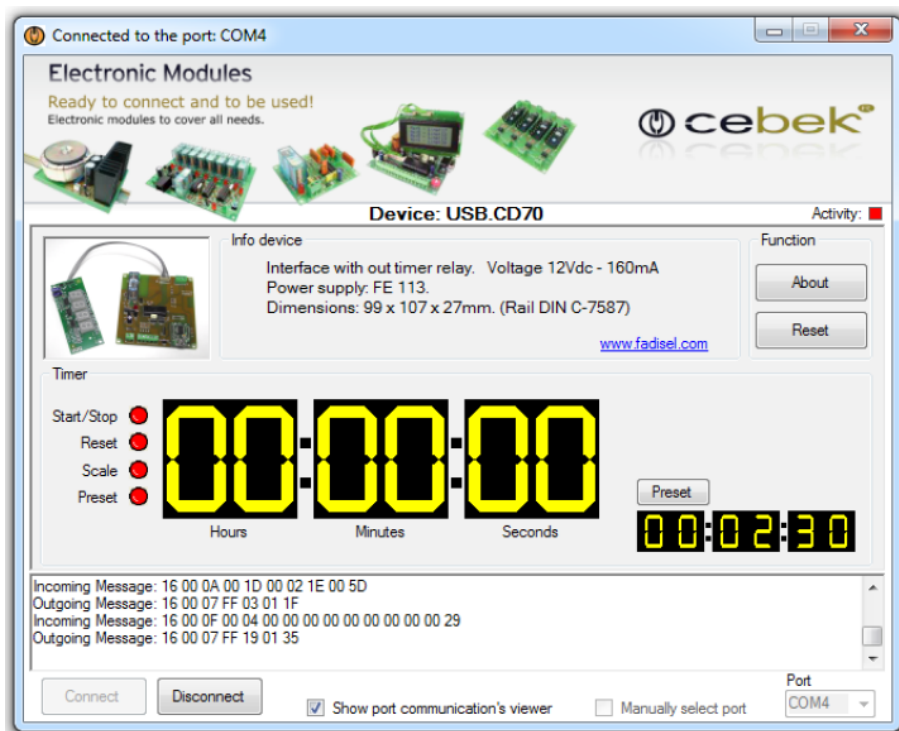 Connected to the port: COM4
Electronic Modules
Ready to connect and to be used!
Electronic modules to cover all needs.
cebek
Device: USB.CD70
Activity:
Info device
Interface with out timer relay. Voltage 12Vdc - 160mA
Power supply: FE 113.
Dimensions: 99 x 107 x 27mm. (Rail DIN C-7587)
www.fadisel.com
Function
About
Reset
Timer
Start/Stop
Reset
Scale
Preset
00:00:00
Hours Minutes Seconds
Preset
00:02:30
Incoming Message: 16 00 0A 00 1D 00 02 1E 00 5D
Outgoing Message: 16 00 07 FF 03 01 1F
Incoming Message: 16 00 0F 00 04 00 00 00 00 00 00 00 00 00 29
Outgoing Message: 16 00 07 FF 19 01 35
Connect
Disconnect
Show port communication's viewer
Manually select port
Port
COM4